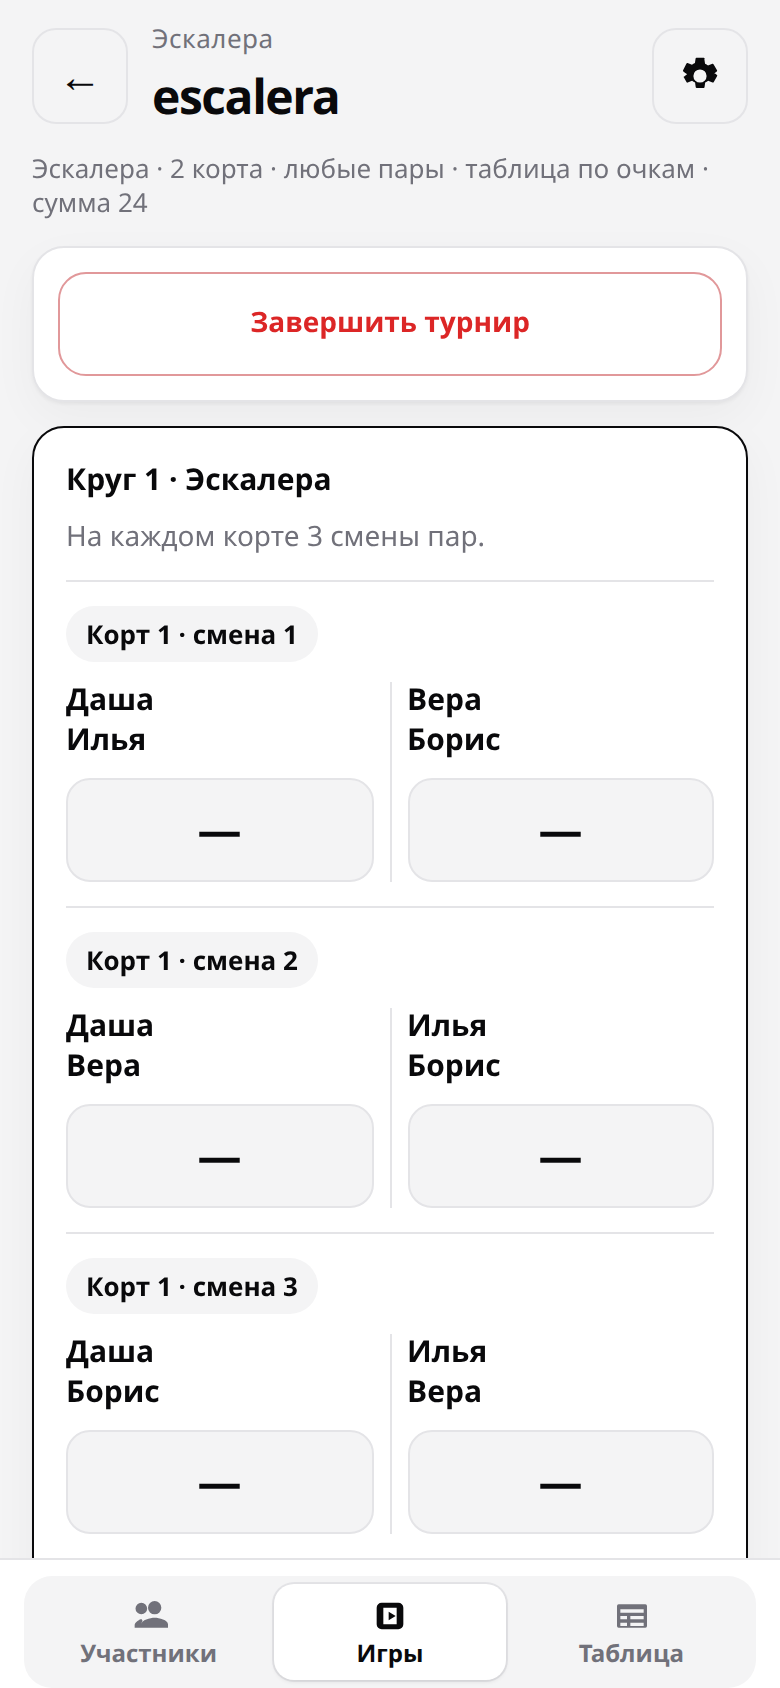 Эскалера
←
escalera
Эскалера · 2 корта · любые пары · таблица по очкам ·
сумма 24
Завершить турнир
Круг 1 · Эскалера
На каждом корте 3 смены пар.
Корт 1 · смена 1
Даша
Илья
Вера
Борис
—
—
Корт 1 · смена 2
Даша
Вера
Илья
Борис
—
—
Корт 1 · смена 3
Даша
Борис
Илья
Вера
—
—
Участники
Игры
Таблица